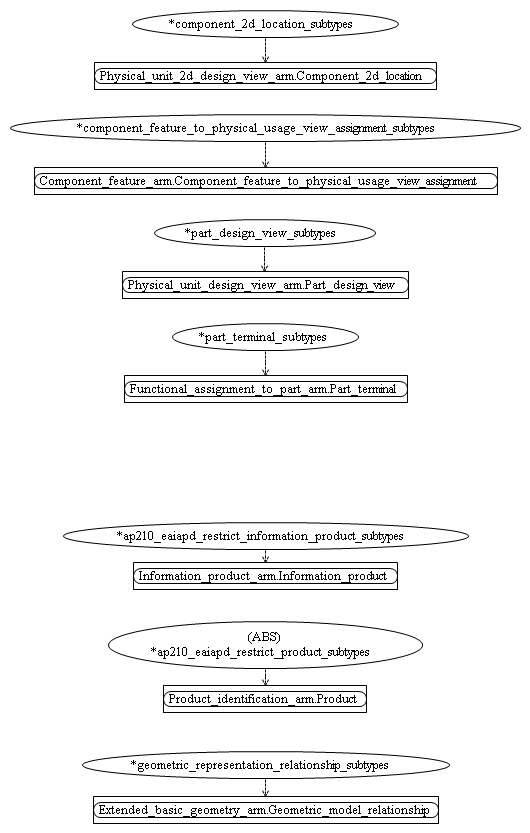 *component_2d_location_subtypes
Physical_unit_2d_design_view_arm.Component_2d_location
*component_feature_to_physical_usage_view_assignment_subtypes
Component_feature_arm.Component_feature_to_physical_usage_view_assignment
*part_design_view_subtypes
Physical_unit_design_view_arm.Part_design_view
*part_terminal_subtypes
Functional_assignment_to_part_arm.Part_terminal
*ap210_eaiapd_restrict_information_product_subtypes
Information_product_arm.Information_product
(ABS)
*ap210_eaiapd_restrict_product_subtypes
Product_identification_arm.Product
*geometric_representation_relationship_subtypes
Extended_basic_geometry_arm.Geometric_model_relationship